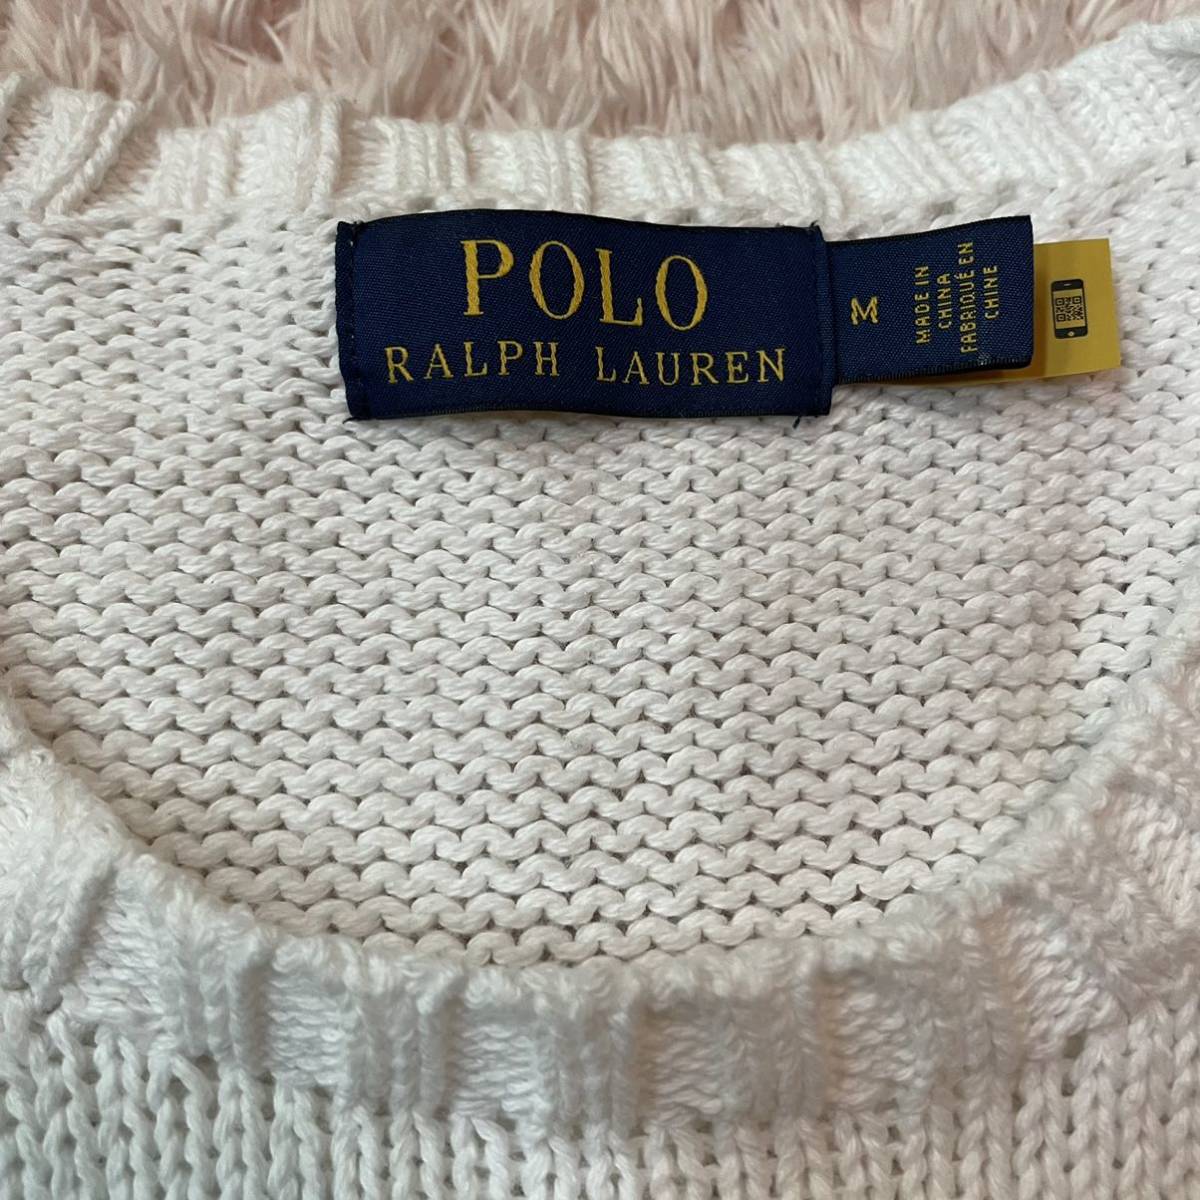 POLO
RALPH LAUREN
M
MADE IN
CHINA
FABRIQUÉ EN
CHINE